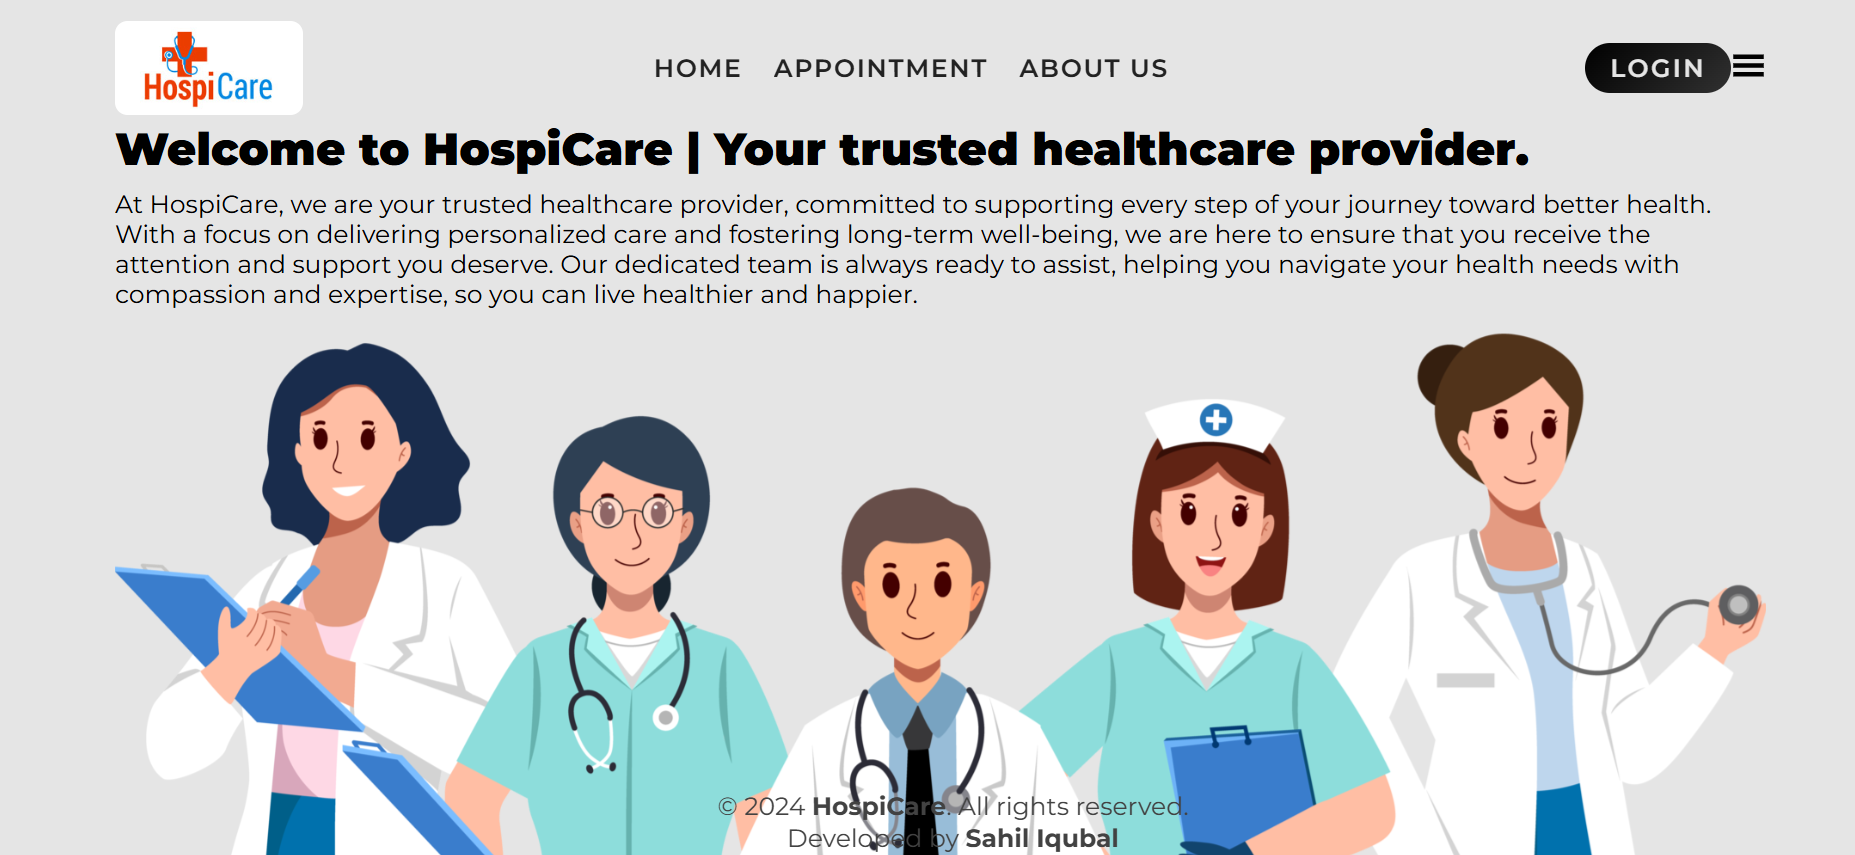 HospiCare
HOME APPOINTMENT ABOUT US
LOGIN
Welcome to HospiCare | Your trusted healthcare provider.
At HospiCare, we are your trusted healthcare provider, committed to supporting every step of your journey toward better health.
With a focus on delivering personalized care and fostering long-term well-being, we are here to ensure that you receive the
attention and support you deserve. Our dedicated team is always ready to assist, helping you navigate your health needs with
compassion and expertise, so you can live healthier and happier.
© 2024 HospiCare. All rights reserved.
Developed by Sahil Iqubal